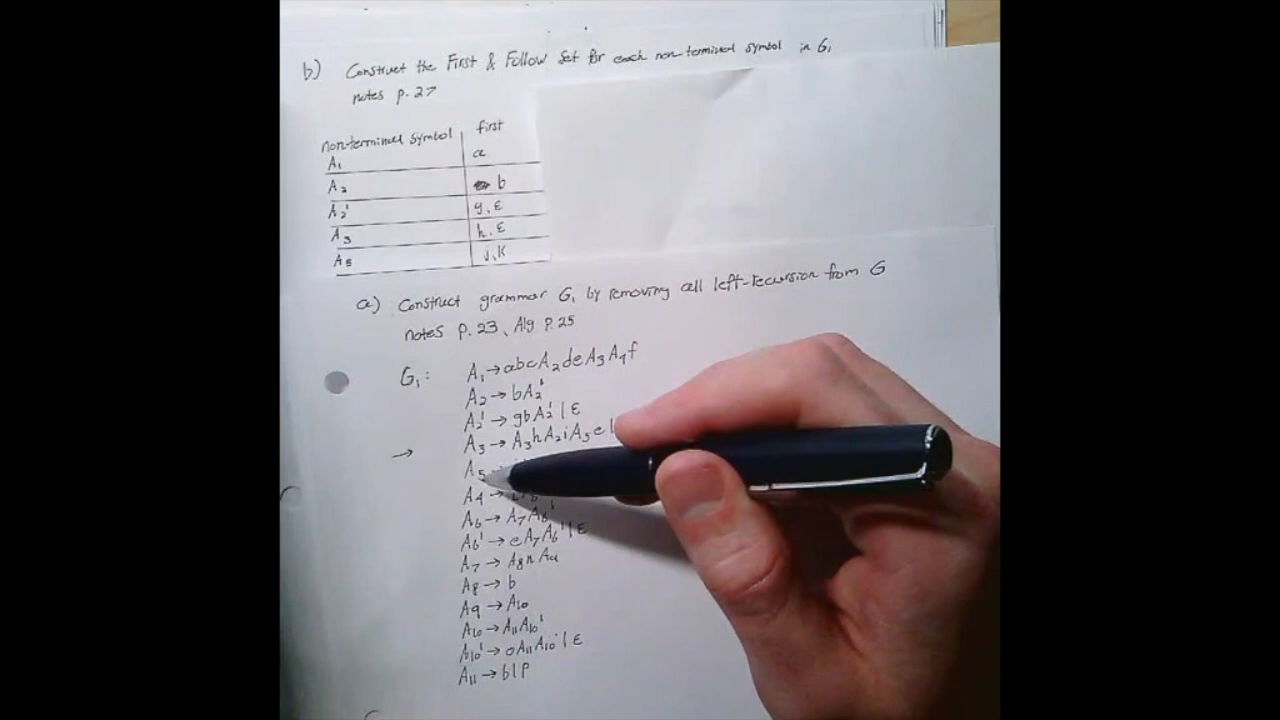 b) Construct the First & Follow Set for each non-terminal symbol in G₁
notes p.27
non-terminal symbol first
A₁ a
A₂ b
A₂' g, ε
A₃ h, ε
A₅ j, k
a) Construct grammar G₁ by removing all left-recursion from G
notes p.23, Alg p.25
G₁: A₁ → abcA₂deA₃A₄f
A₂ → bA₂'
A₂' → gbA₂' | ε
→ A₃ → A₃hA₂iA₅e |
A₅
A₄ →
A₆ → A₇A₆'
A₆' → eA₇A₆' | ε
A₇ → A₈n
A₈ → b
A₉ → A₁₀
A₁₀ → A₁₁A₁₀'
A₁₀' → oA₁₁A₁₀' | ε
A₁₁ → b|p